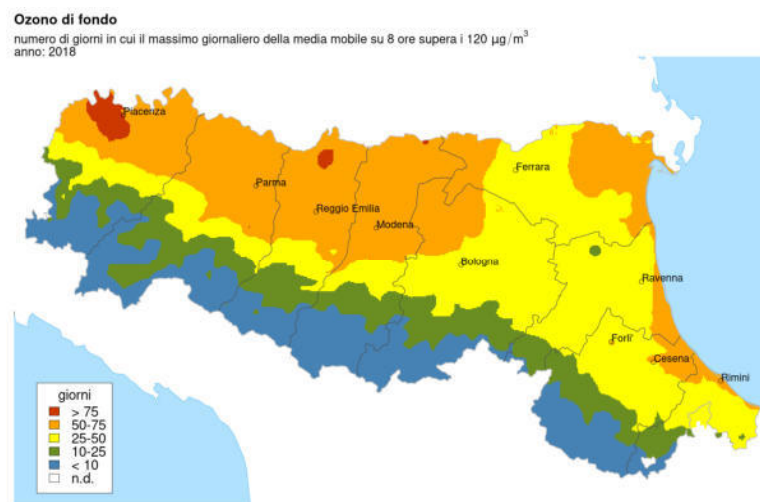 Ozono di fondo
numero di giorni in cui il massimo giornaliero della media mobile su 8 ore supera i 120 µg/m³
anno: 2018
Piacenza
Ferrara
Parma
Reggio Emilia
Modena
Bologna
Ravenna
Forlì
Cesena
Rimini
giorni
> 75
50-75
25-50
10-25
< 10
n.d.